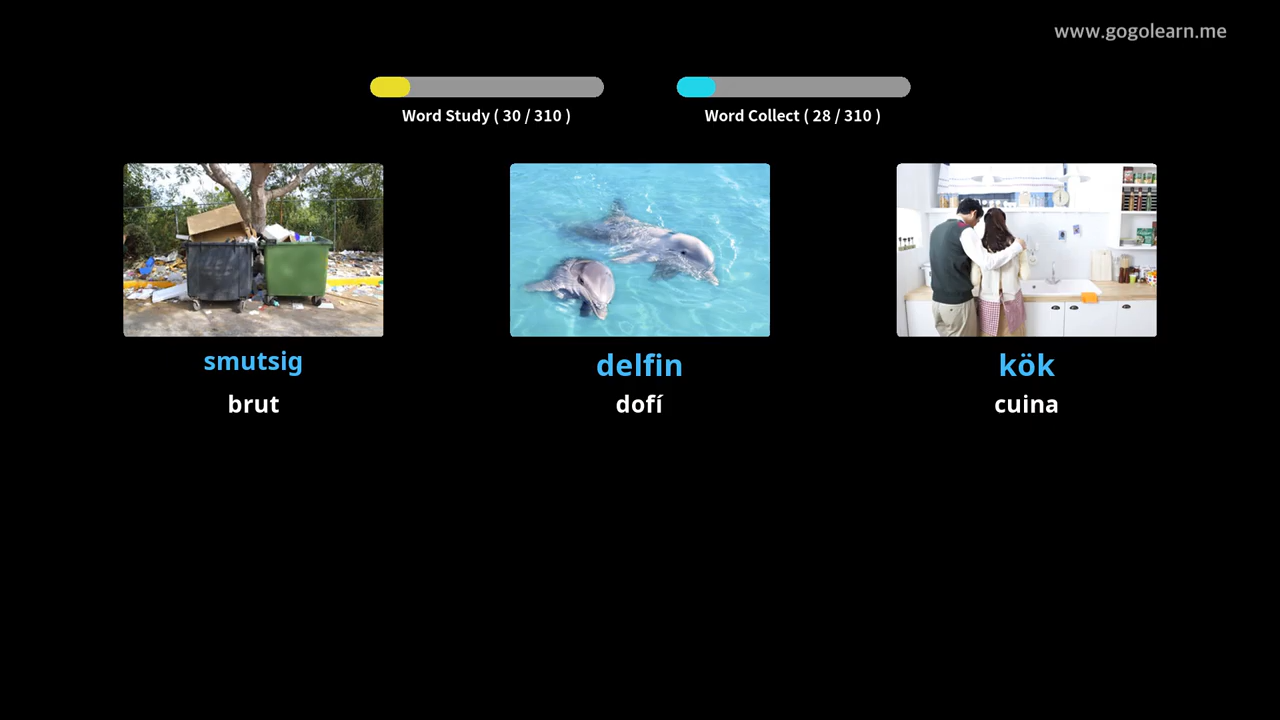 www.gogolearn.me
Word Study ( 30 / 310 )
Word Collect ( 28 / 310 )
smutsig
delfin
kök
brut
dofí
cuina